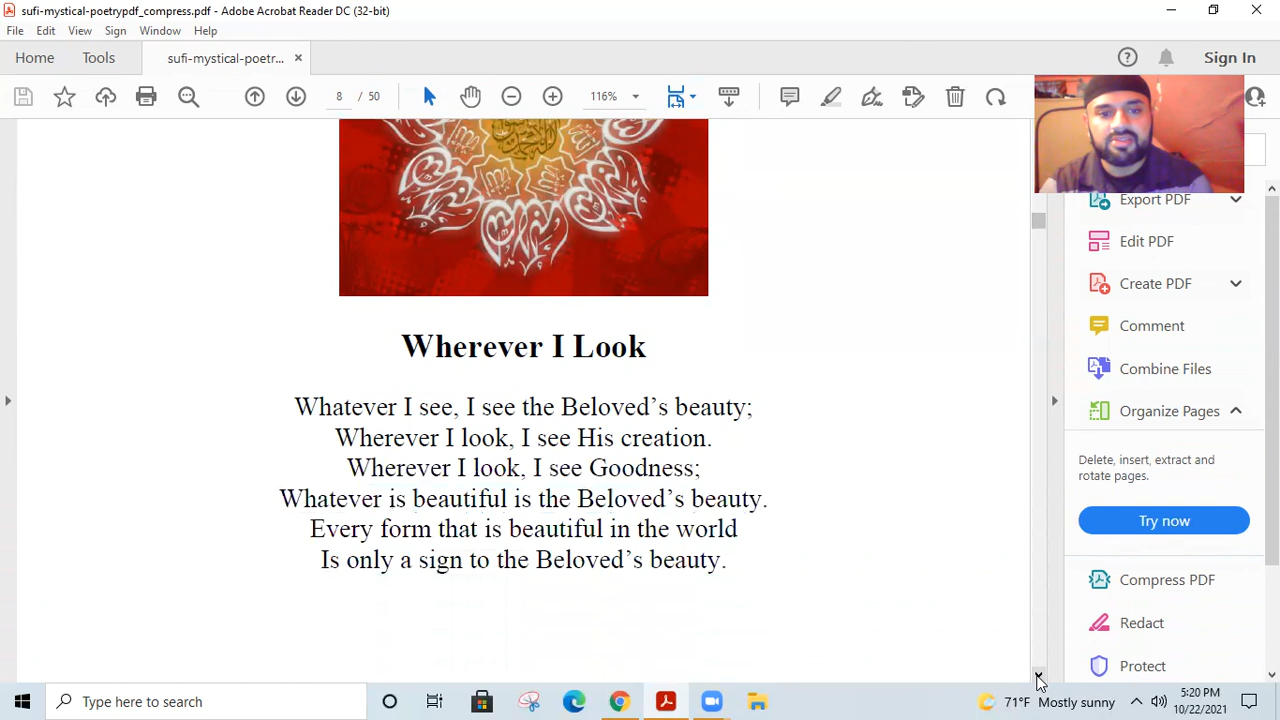 sufi-mystical-poetrypdf_compress.pdf - Adobe Acrobat Reader DC (32-bit)
File Edit View Sign Window Help
Home Tools sufi-mystical-poetr... Sign In
/ 50 116%
Export PDF
Edit PDF
Create PDF
Comment
Combine Files
Organize Pages
Delete, insert, extract and
rotate pages.
Try now
Compress PDF
Redact
Protect
Wherever I Look
Whatever I see, I see the Beloved’s beauty;
Wherever I look, I see His creation.
Wherever I look, I see Goodness;
Whatever is beautiful is the Beloved’s beauty.
Every form that is beautiful in the world
Is only a sign to the Beloved’s beauty.
Type here to search
71°F Mostly sunny
5:20 PM
10/22/2021